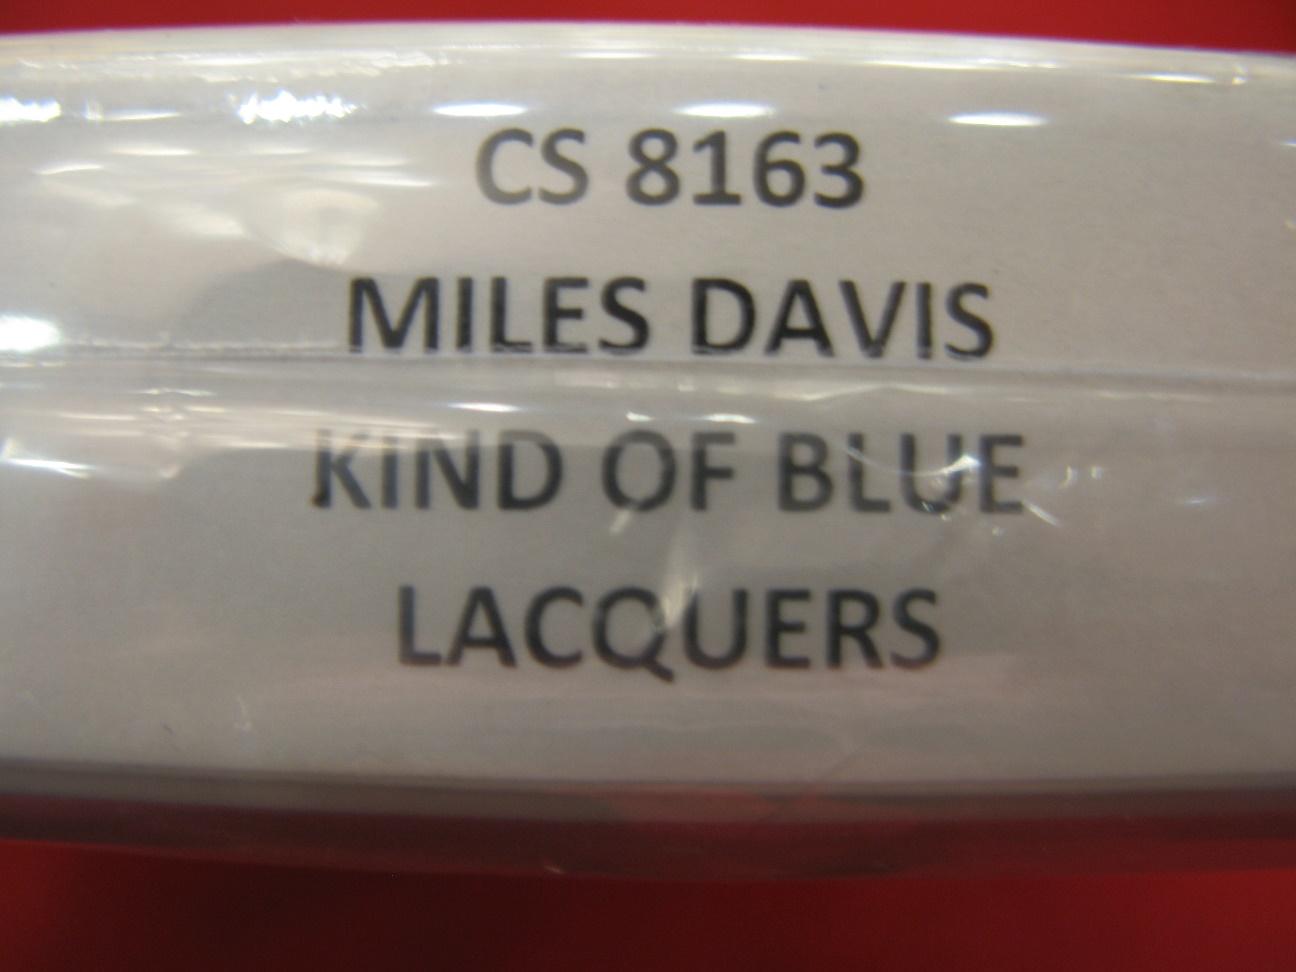 CS 8163
MILES DAVIS
KIND OF BLUE
LACQUERS